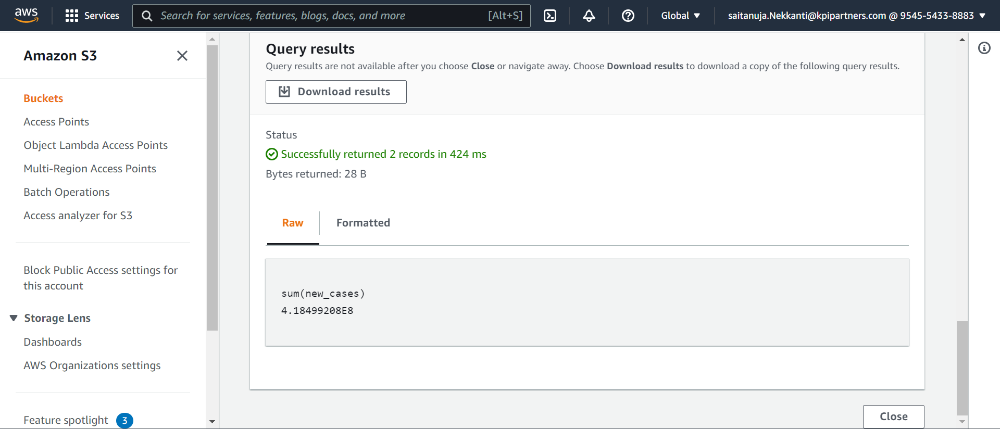 aws
Services
Search for services, features, blogs, docs, and more
[Alt+S]
Global
saitanuja.Nekkanti@kpipartners.com @ 9545-5433-8883
Amazon S3
Buckets
Access Points
Object Lambda Access Points
Multi-Region Access Points
Batch Operations
Access analyzer for S3
Block Public Access settings for
this account
Storage Lens
Dashboards
AWS Organizations settings
Feature spotlight 3
Query results
Query results are not available after you choose Close or navigate away. Choose Download results to download a copy of the following query results.
Download results
Status
Successfully returned 2 records in 424 ms
Bytes returned: 28 B
Raw
Formatted
sum(new_cases)
4.18499208E8
Close